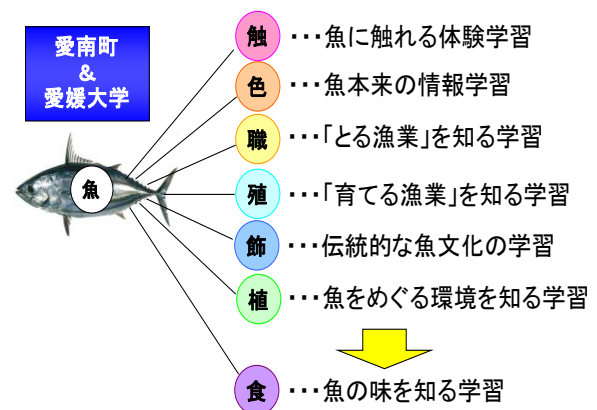 愛南町
&
愛媛大学
魚
触 ・・・魚に触れる体験学習
色 ・・・魚本来の情報学習
職 ・・・「とる漁業」を知る学習
殖 ・・・「育てる漁業」を知る学習
飾 ・・・伝統的な魚文化の学習
植 ・・・魚をめぐる環境を知る学習
食 ・・・魚の味を知る学習